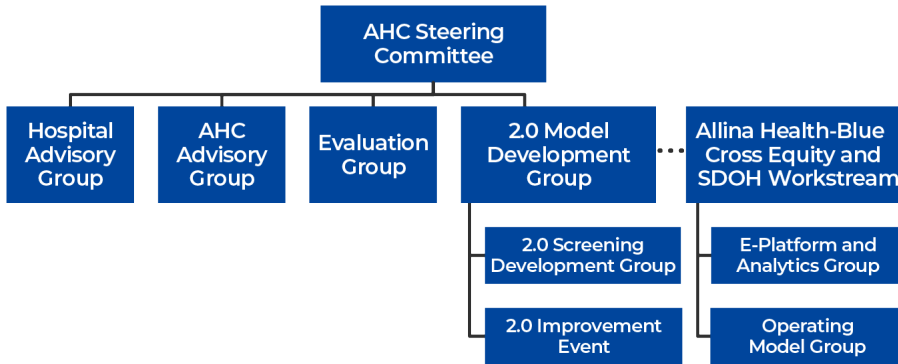 AHC Steering
Committee
Hospital
Advisory
Group
AHC
Advisory
Group
Evaluation
Group
2.0 Model
Development
Group
Allina Health-Blue
Cross Equity and
SDOH Workstream
2.0 Screening
Development Group
E-Platform and
Analytics Group
2.0 Improvement
Event
Operating
Model Group